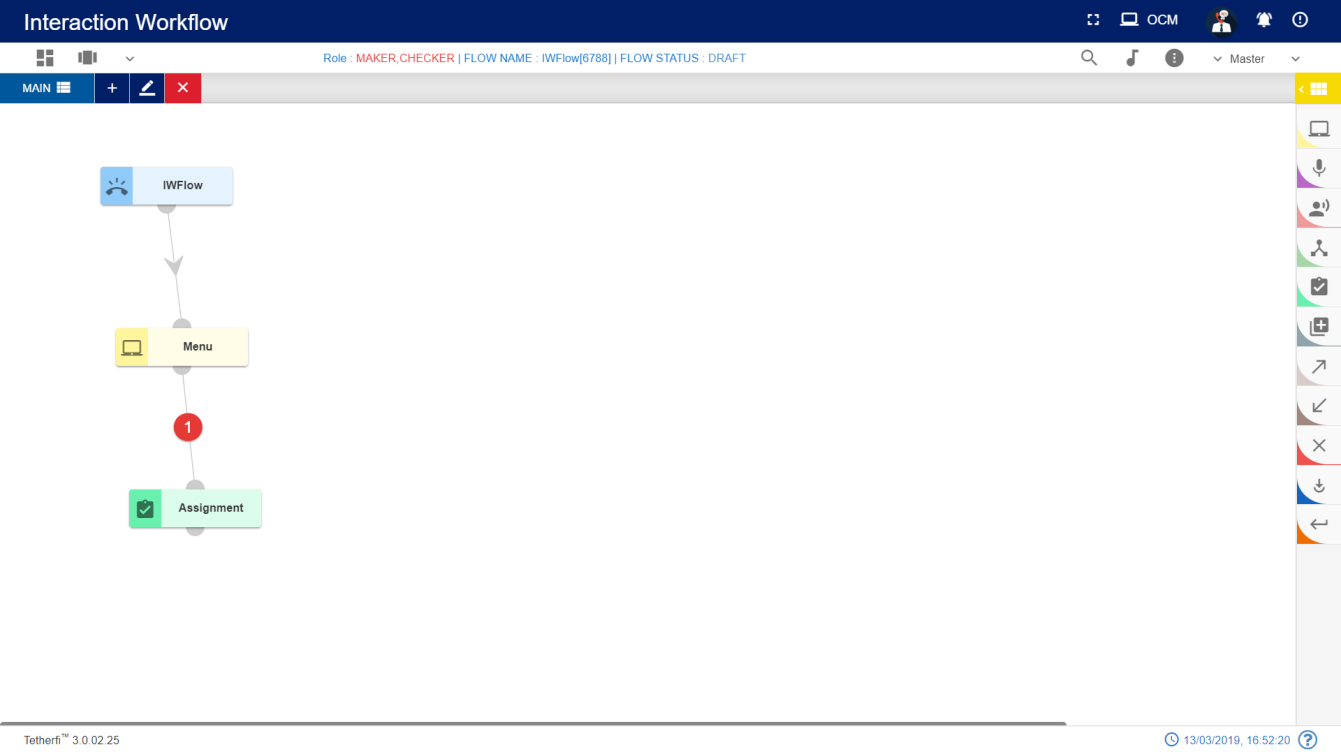 Interaction Workflow
OCM
Role : MAKER,CHECKER | FLOW NAME : IWFlow[6788] | FLOW STATUS : DRAFT
Master
MAIN
IWFlow
Menu
1
Assignment
Tetherfi™ 3.0.02.25
13/03/2019, 16:52:20